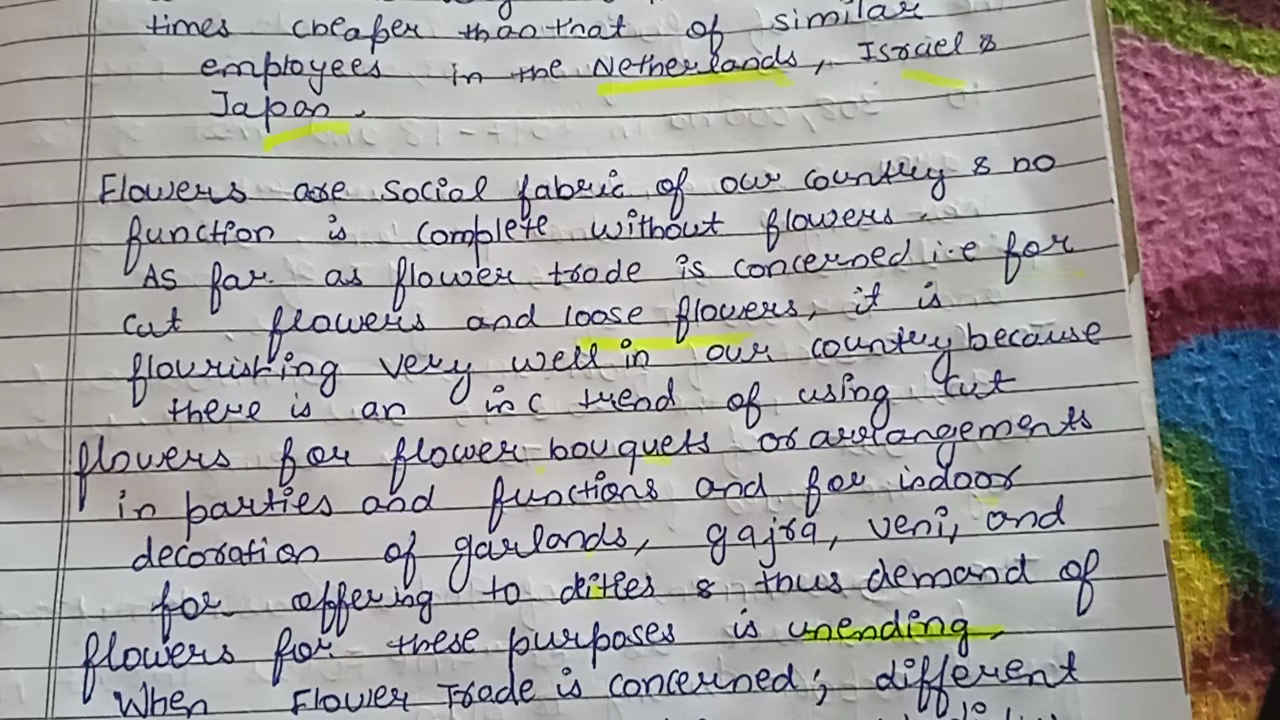 times cheaper than that of similar
employees in the Netherlands, Israel &
Japan.
Flowers are social fabric of our country & no
function is complete without flowers.
As far as flower trade is concerned i.e for
cut flowers and loose flowers, it is
flourishing very well in our country because
there is an inc trend of using cut
flowers for flower bouquets or arrangements
in parties and functions and for indoor
decoration of garlands, gajra, veni, and
for offering to dities & thus demand of
flowers for these purposes is unending.
When Flower Trade is concerned; different